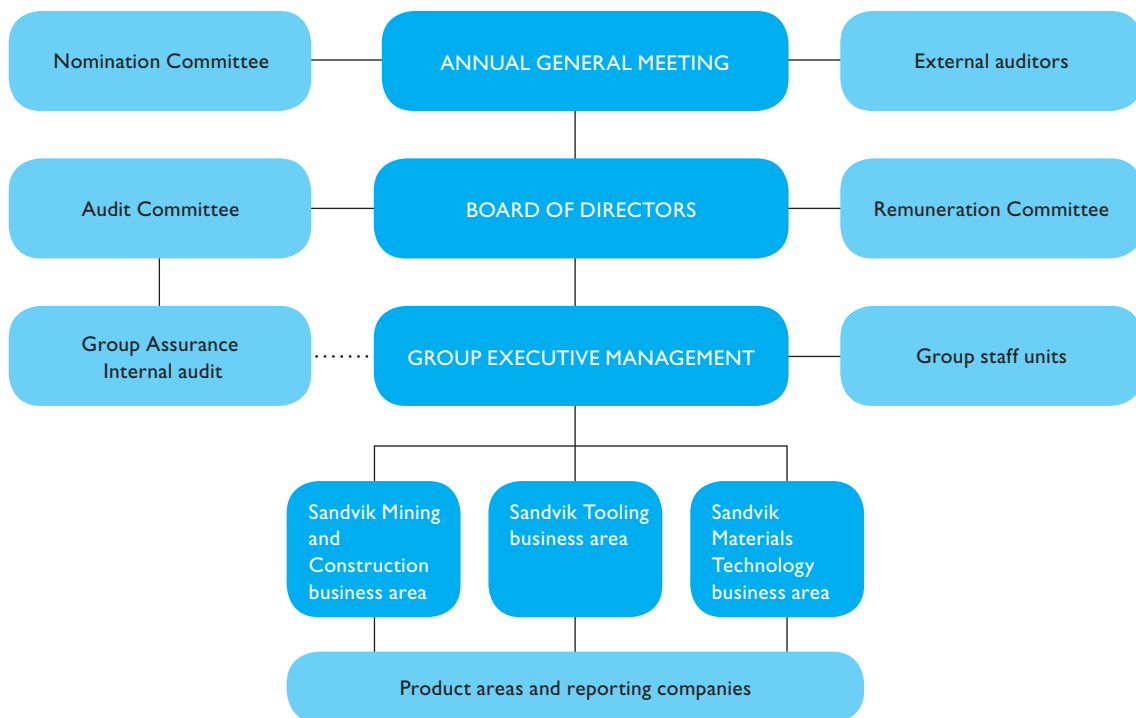 Nomination Committee
ANNUAL GENERAL MEETING
External auditors
Audit Committee
BOARD OF DIRECTORS
Remuneration Committee
Group Assurance
Internal audit
GROUP EXECUTIVE MANAGEMENT
Group staff units
Sandvik Mining
and
Construction
business area
Sandvik Tooling
business area
Sandvik
Materials
Technology
business area
Product areas and reporting companies